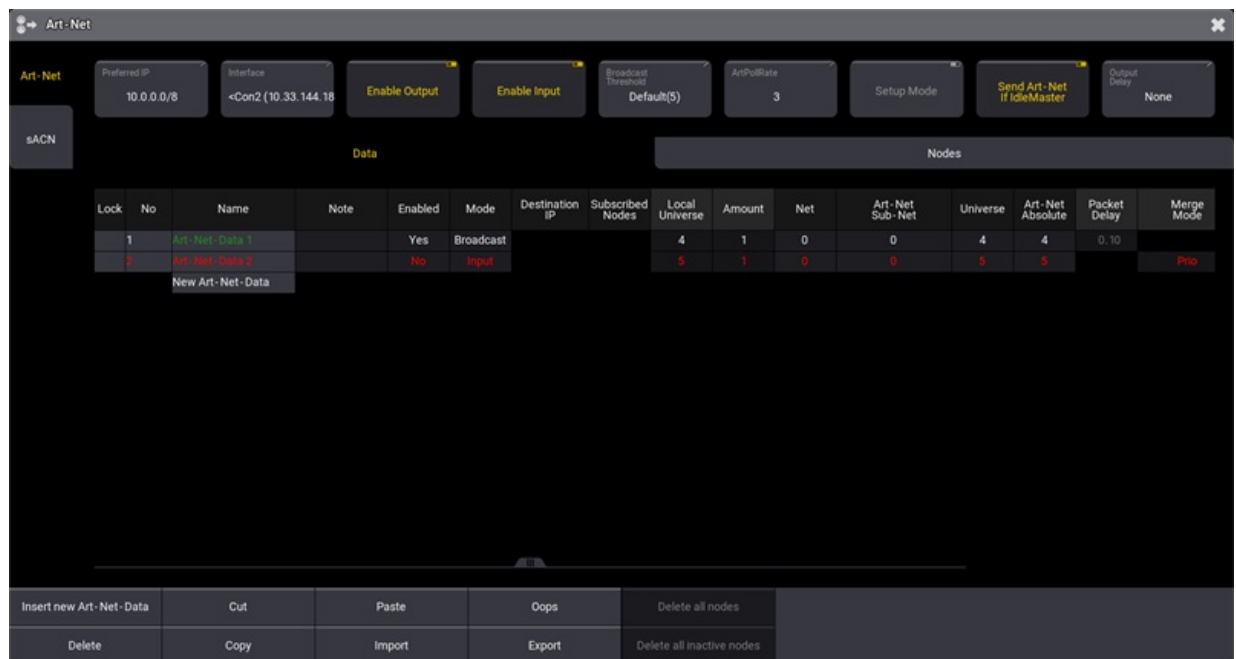 Art-Net
Art-Net
Preferred IP
10.0.0.0/8
Interface
<Con2 (10.33.144.18
Enable Output
Enable Input
Broadcast
Threshold
Default(5)
ArtPollRate
3
Setup Mode
Send Art-Net
If IdleMaster
Output
Delay
None
sACN
Data
Nodes
Lock No Name Note Enabled Mode Destination IP Subscribed Nodes Local Universe Amount Net Art-Net Sub-Net Universe Art-Net Absolute Packet Delay Merge Mode
1 Art-Net-Data 1 Yes Broadcast 4 1 0 0 4 4 0.10
2 Art-Net-Data 2 No Input 5 1 0 0 5 5 Prio
New Art-Net-Data
Insert new Art-Net-Data Cut Paste Oops Delete all nodes
Delete Copy Import Export Delete all inactive nodes